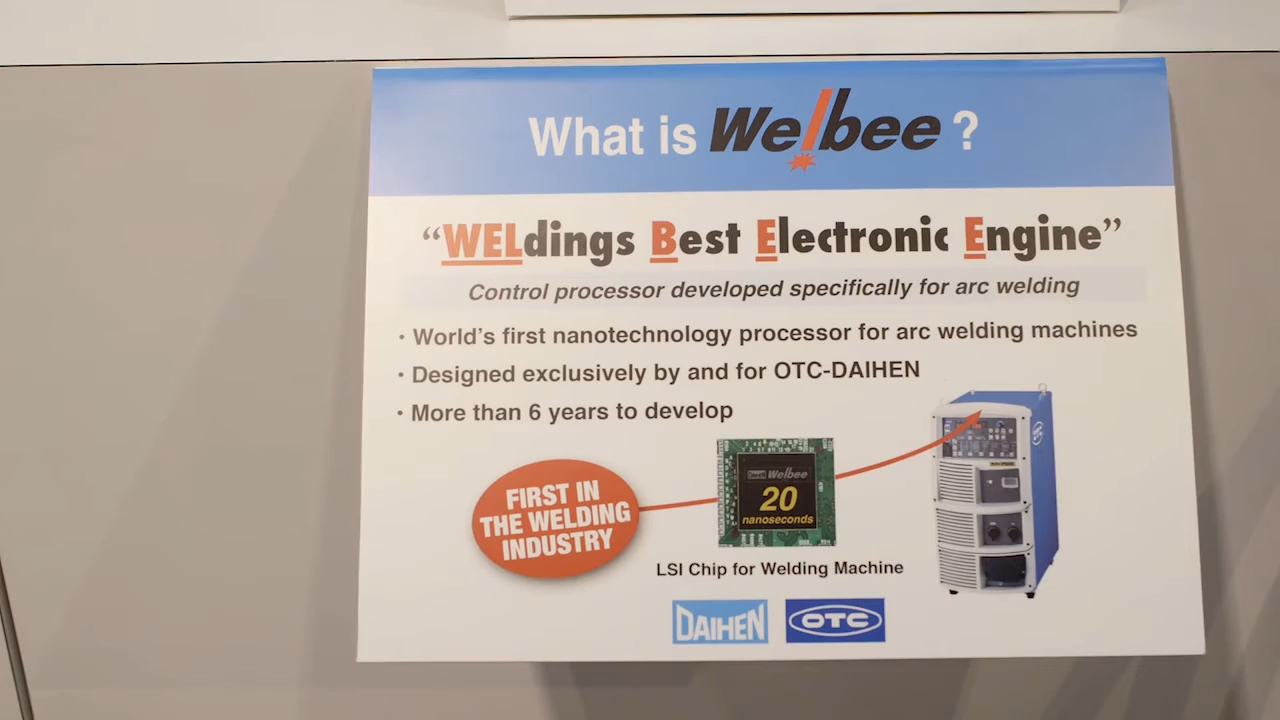 What is Welbee ?
“WELdings Best Electronic Engine”
Control processor developed specifically for arc welding
· World's first nanotechnology processor for arc welding machines
· Designed exclusively by and for OTC-DAIHEN
· More than 6 years to develop
FIRST IN
THE WELDING
INDUSTRY
Welbee
20
nanoseconds
LSI Chip for Welding Machine
DAIHEN
OTC